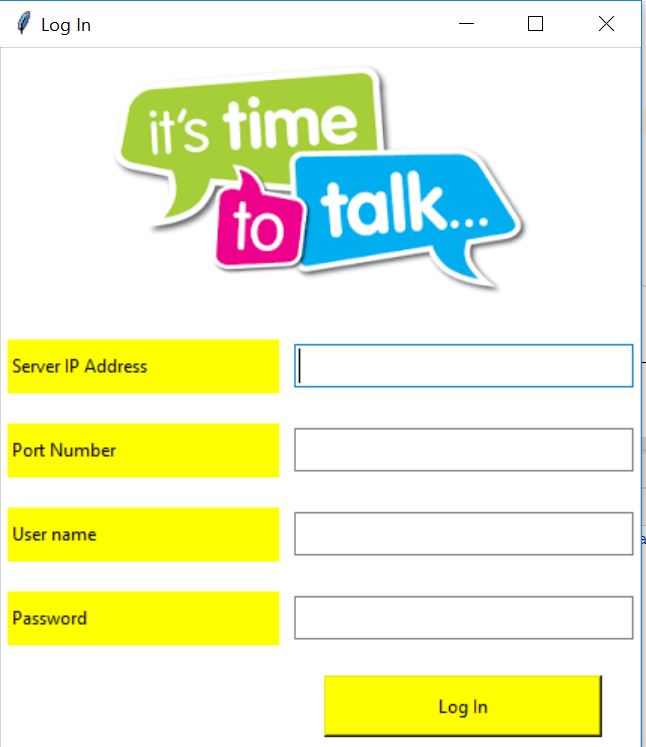 Log In
it's time
to talk...
Server IP Address
Port Number
User name
Password
Log In